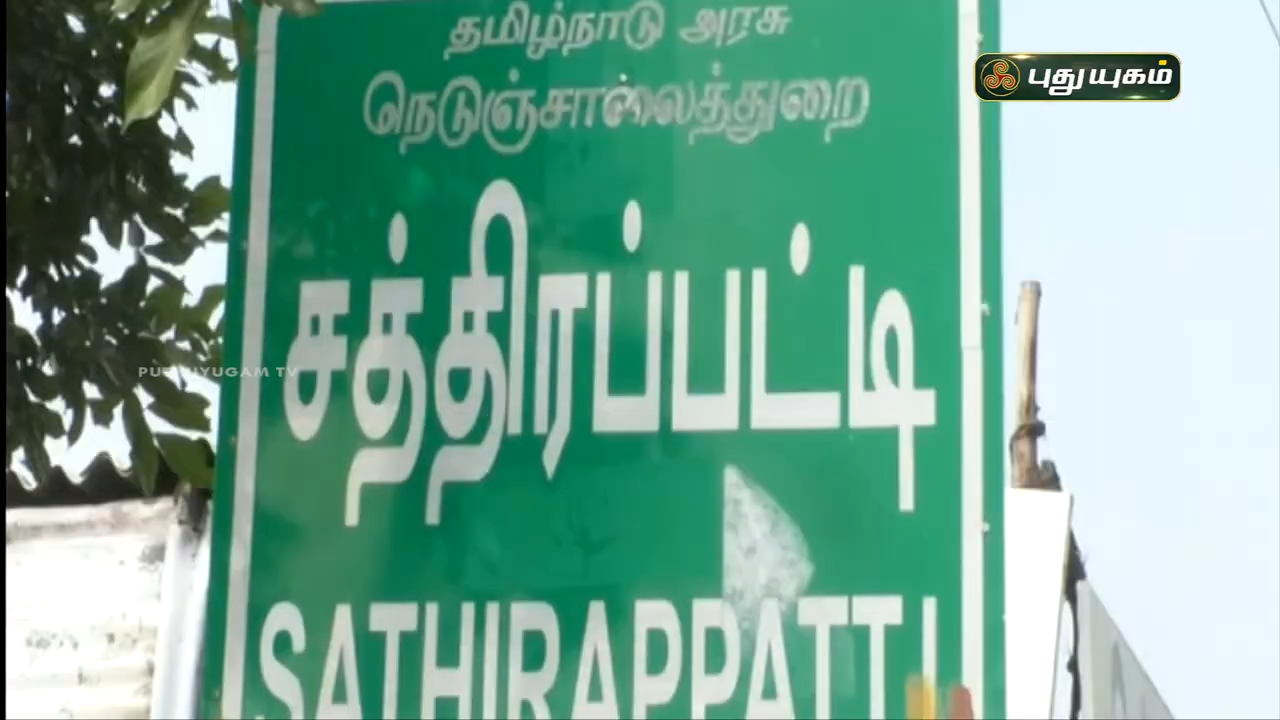 தமிழ்நாடு அரசு
நெடுஞ்சாலைத்துறை
புதுயுகம்
சத்திரப்பட்டி
PUTHUYUGAM TV
SATHIRAPPATTI